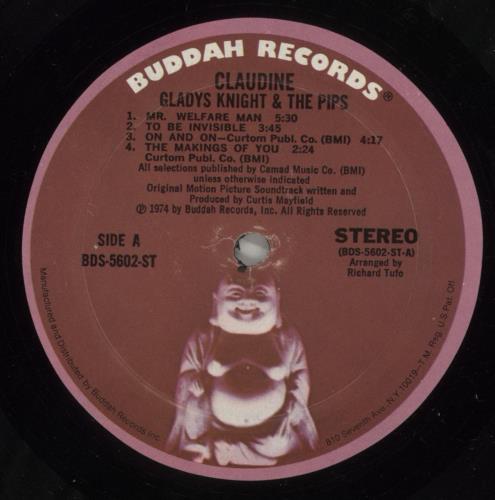 BUDDAH RECORDS®
CLAUDINE
GLADYS KNIGHT & THE PIPS
1. MR. WELFARE MAN 5:30
2. TO BE INVISIBLE 3:45
3. ON AND ON—Curtom Publ. Co. (BMI) 4:17
4. THE MAKINGS OF YOU 2:24
Curtom Publ. Co. (BMI)
All selections published by Camad Music Co. (BMI)
unless otherwise indicated
Original Motion Picture Soundtrack written and
Produced by Curtis Mayfield
℗ 1974 by Buddah Records, Inc. All Rights Reserved
SIDE A
BDS-5602-ST
STEREO
(BDS-5602-ST-A)
Arranged by
Richard Tufo
Manufactured and Distributed by Buddah Records Inc.
810 Seventh Ave., N.Y. 10019—T.M. Reg. U.S. Pat. Off.